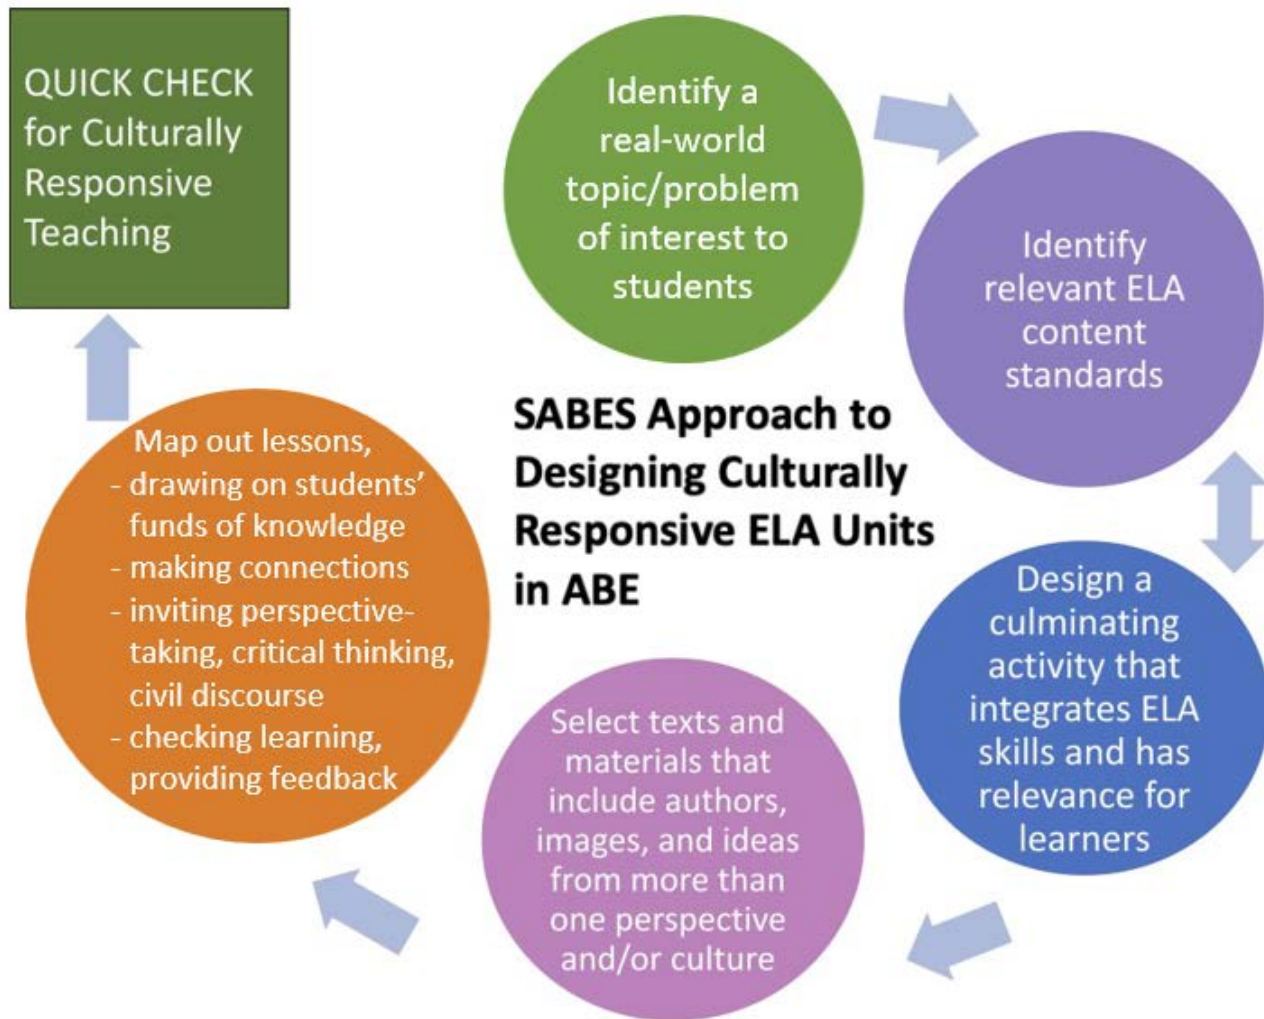 QUICK CHECK
for Culturally
Responsive
Teaching
Identify a
real-world
topic/problem
of interest to
students
Identify
relevant ELA
content
standards
SABES Approach to
Designing Culturally
Responsive ELA Units
in ABE
Design a
culminating
activity that
integrates ELA
skills and has
relevance for
learners
Select texts and
materials that
include authors,
images, and ideas
from more than
one perspective
and/or culture
Map out lessons,
- drawing on students’
funds of knowledge
- making connections
- inviting perspective-
taking, critical thinking,
civil discourse
- checking learning,
providing feedback